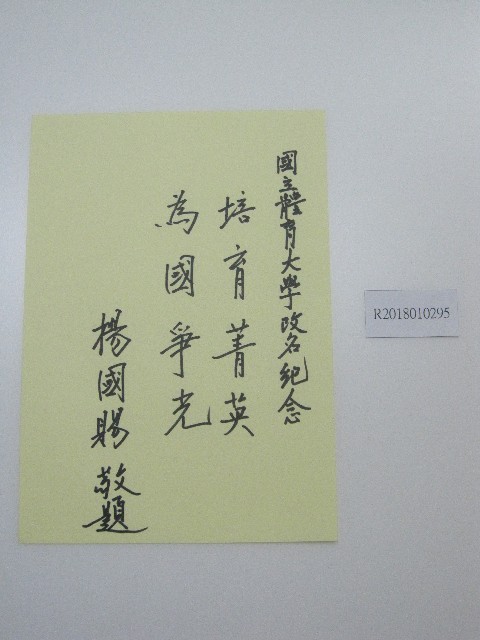 國立體育大學改名紀念
培育菁英
為國爭光
楊國賜 敬題
R2018010295